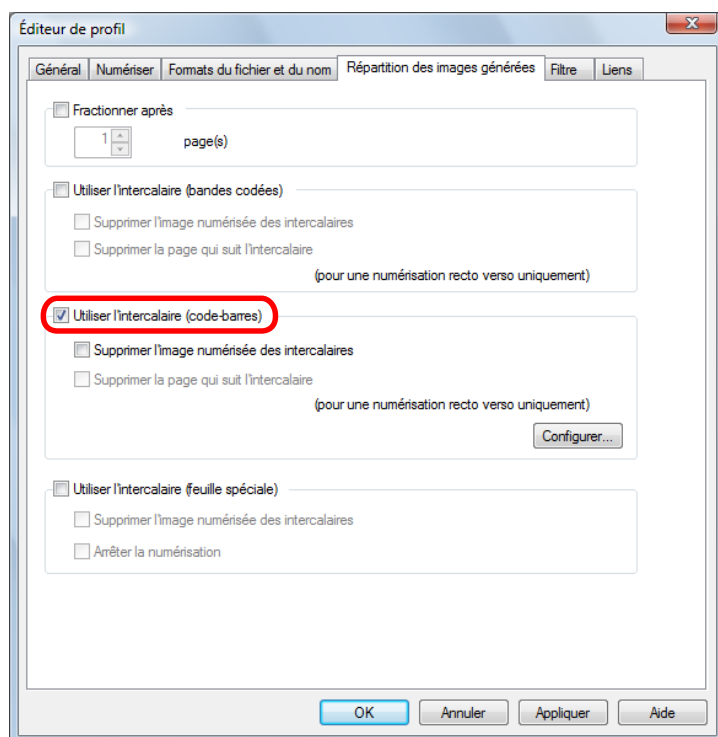 Éditeur de profil
Général Numériser Formats du fichier et du nom Répartition des images générées Filtre Liens
Fractionner après
1 page(s)
Utiliser l'intercalaire (bandes codées)
Supprimer l'image numérisée des intercalaires
Supprimer la page qui suit l'intercalaire
(pour une numérisation recto verso uniquement)
Utiliser l'intercalaire (code-barres)
Supprimer l'image numérisée des intercalaires
Supprimer la page qui suit l'intercalaire
(pour une numérisation recto verso uniquement)
Configurer...
Utiliser l'intercalaire (feuille spéciale)
Supprimer l'image numérisée des intercalaires
Arrêter la numérisation
OK Annuler Appliquer Aide